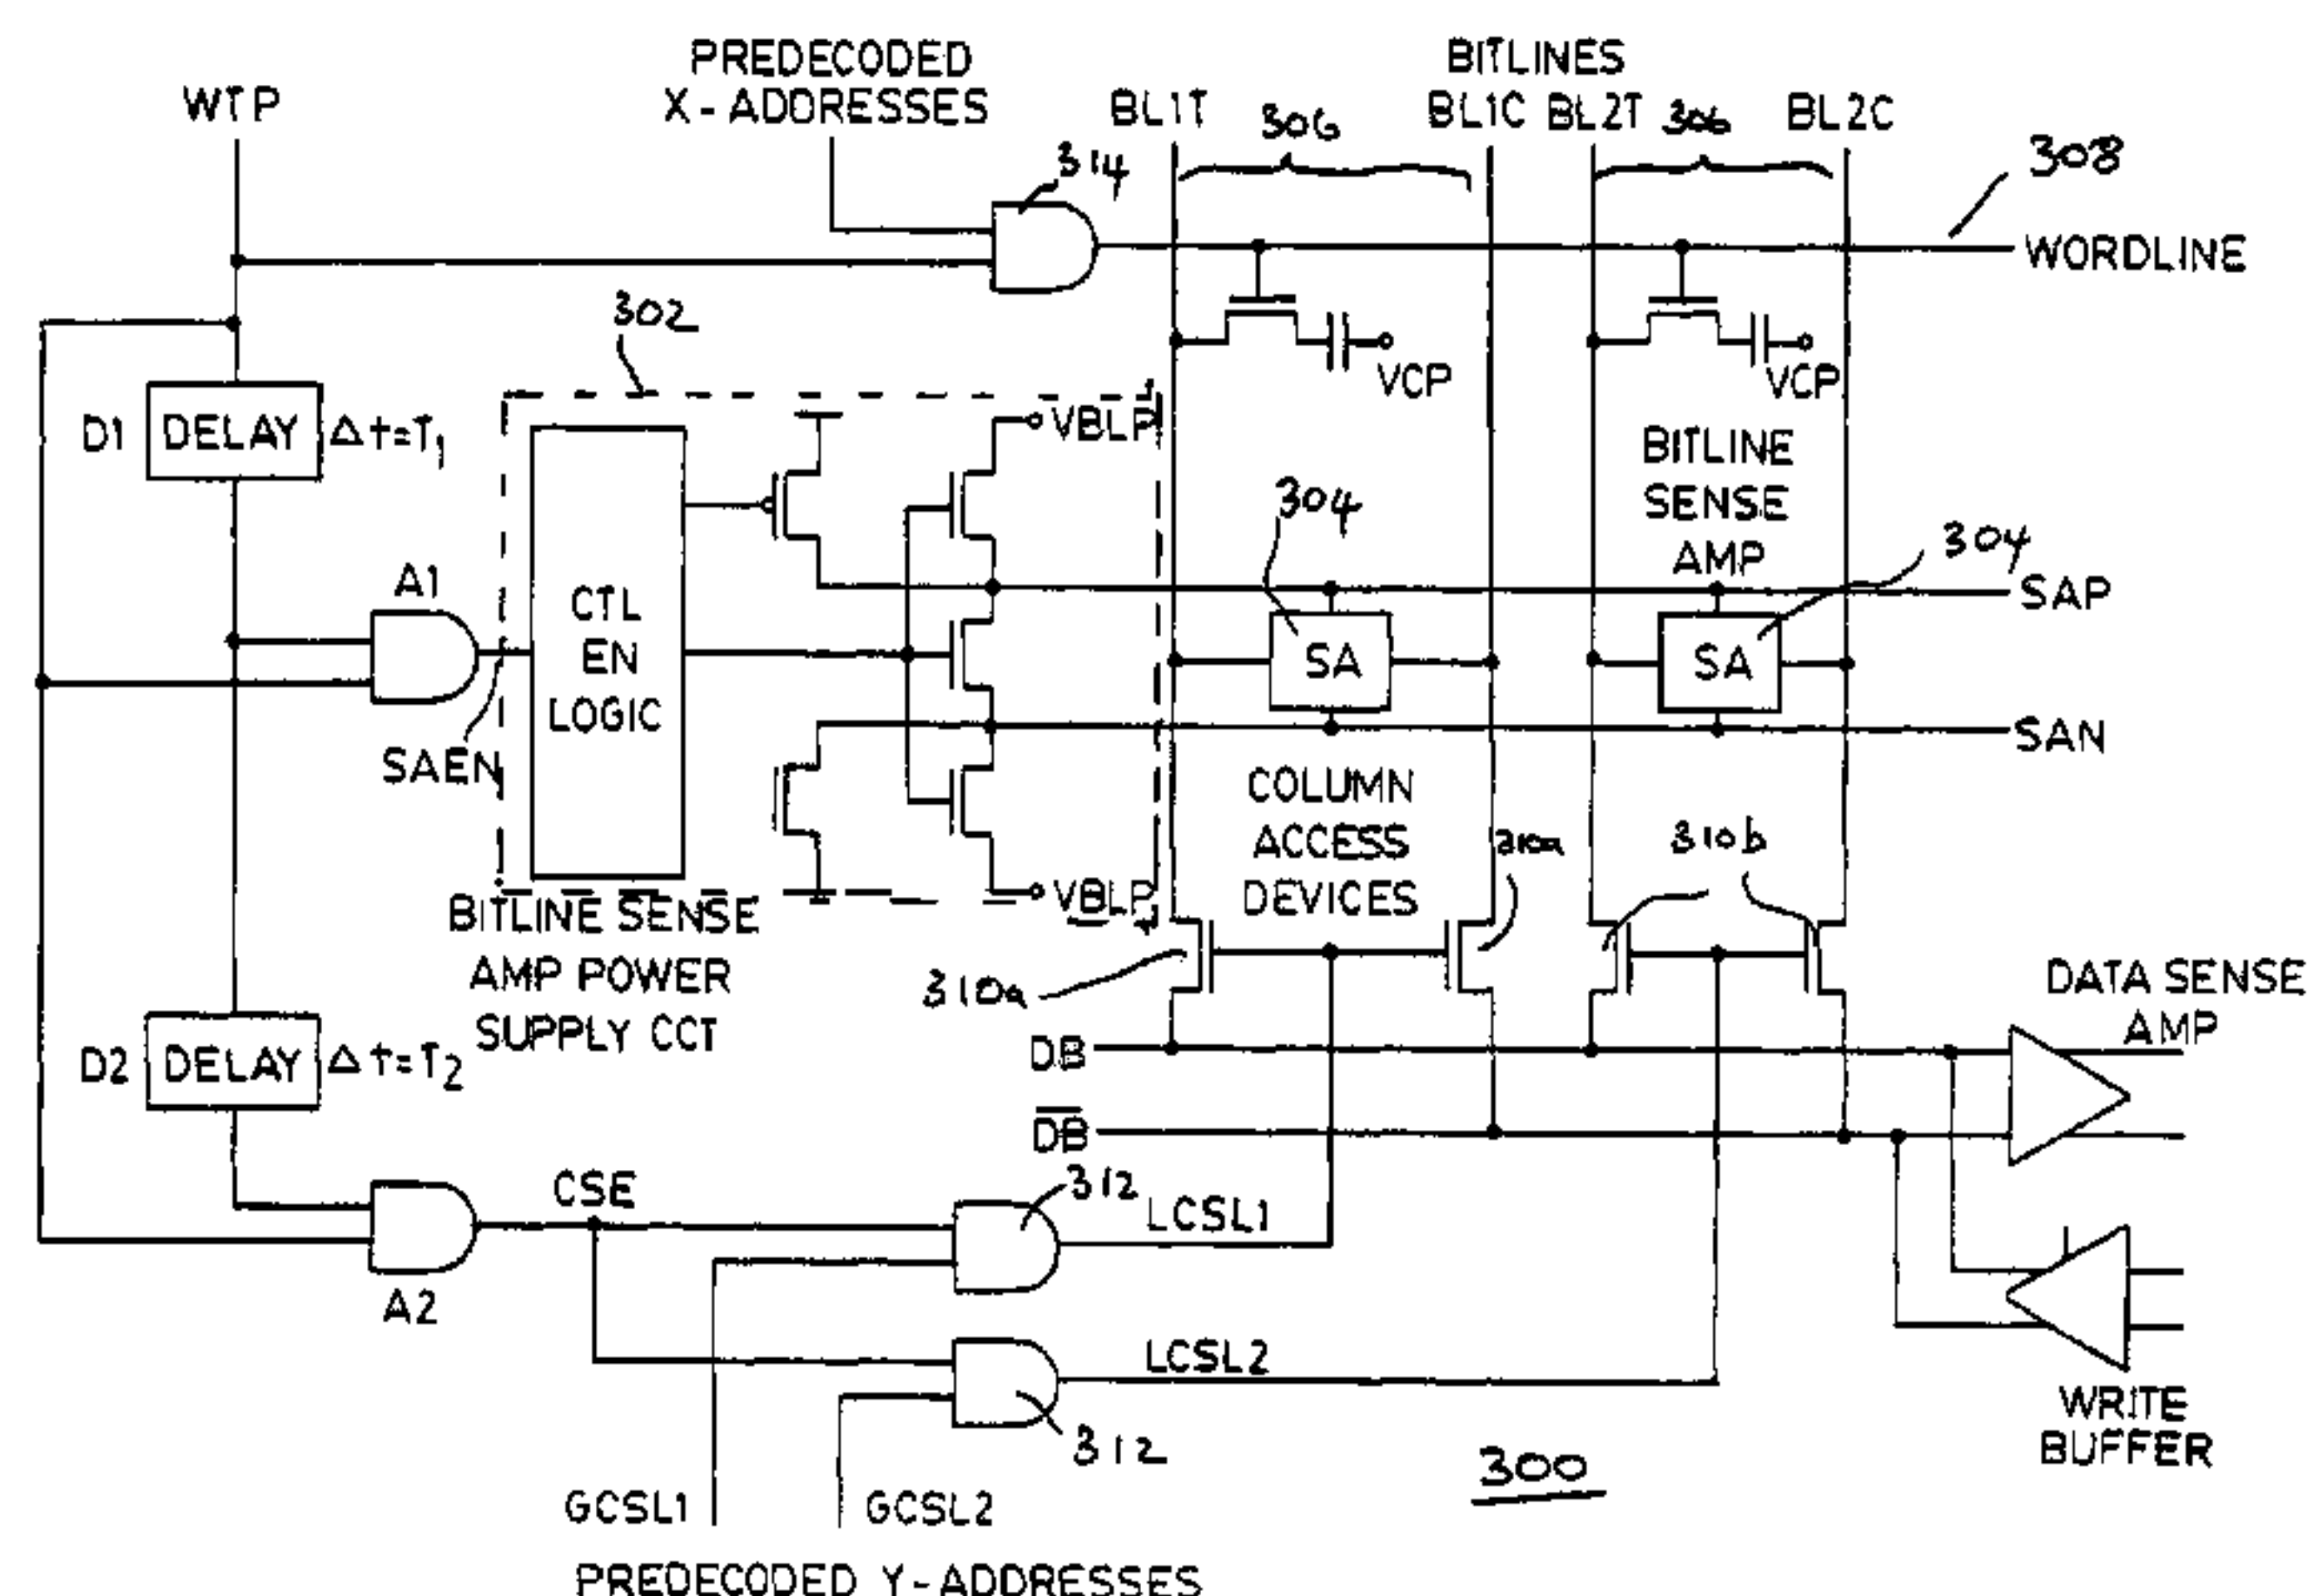 PREDECODED
X-ADDRESSES
BITLINES
WTP
BL1T
306
BL1C
BL2T
306
BL2C
314
308
WORDLINE
302
VCP
VCP
D1
DELAY
Δt=T1
VBLP
BITLINE
SENSE
AMP
304
304
A1
CTL
EN
LOGIC
SAP
SA
SA
SAEN
SAN
COLUMN
ACCESS
DEVICES
310a
310b
VBLP
BITLINE SENSE
AMP POWER
SUPPLY CCT
310a
DATA SENSE
AMP
D2
DELAY
Δt=T2
DB
DB
CSE
312
LCSL1
A2
LCSL2
312
WRITE
BUFFER
300
GCSL1
GCSL2
PREDECODED Y-ADDRESSES